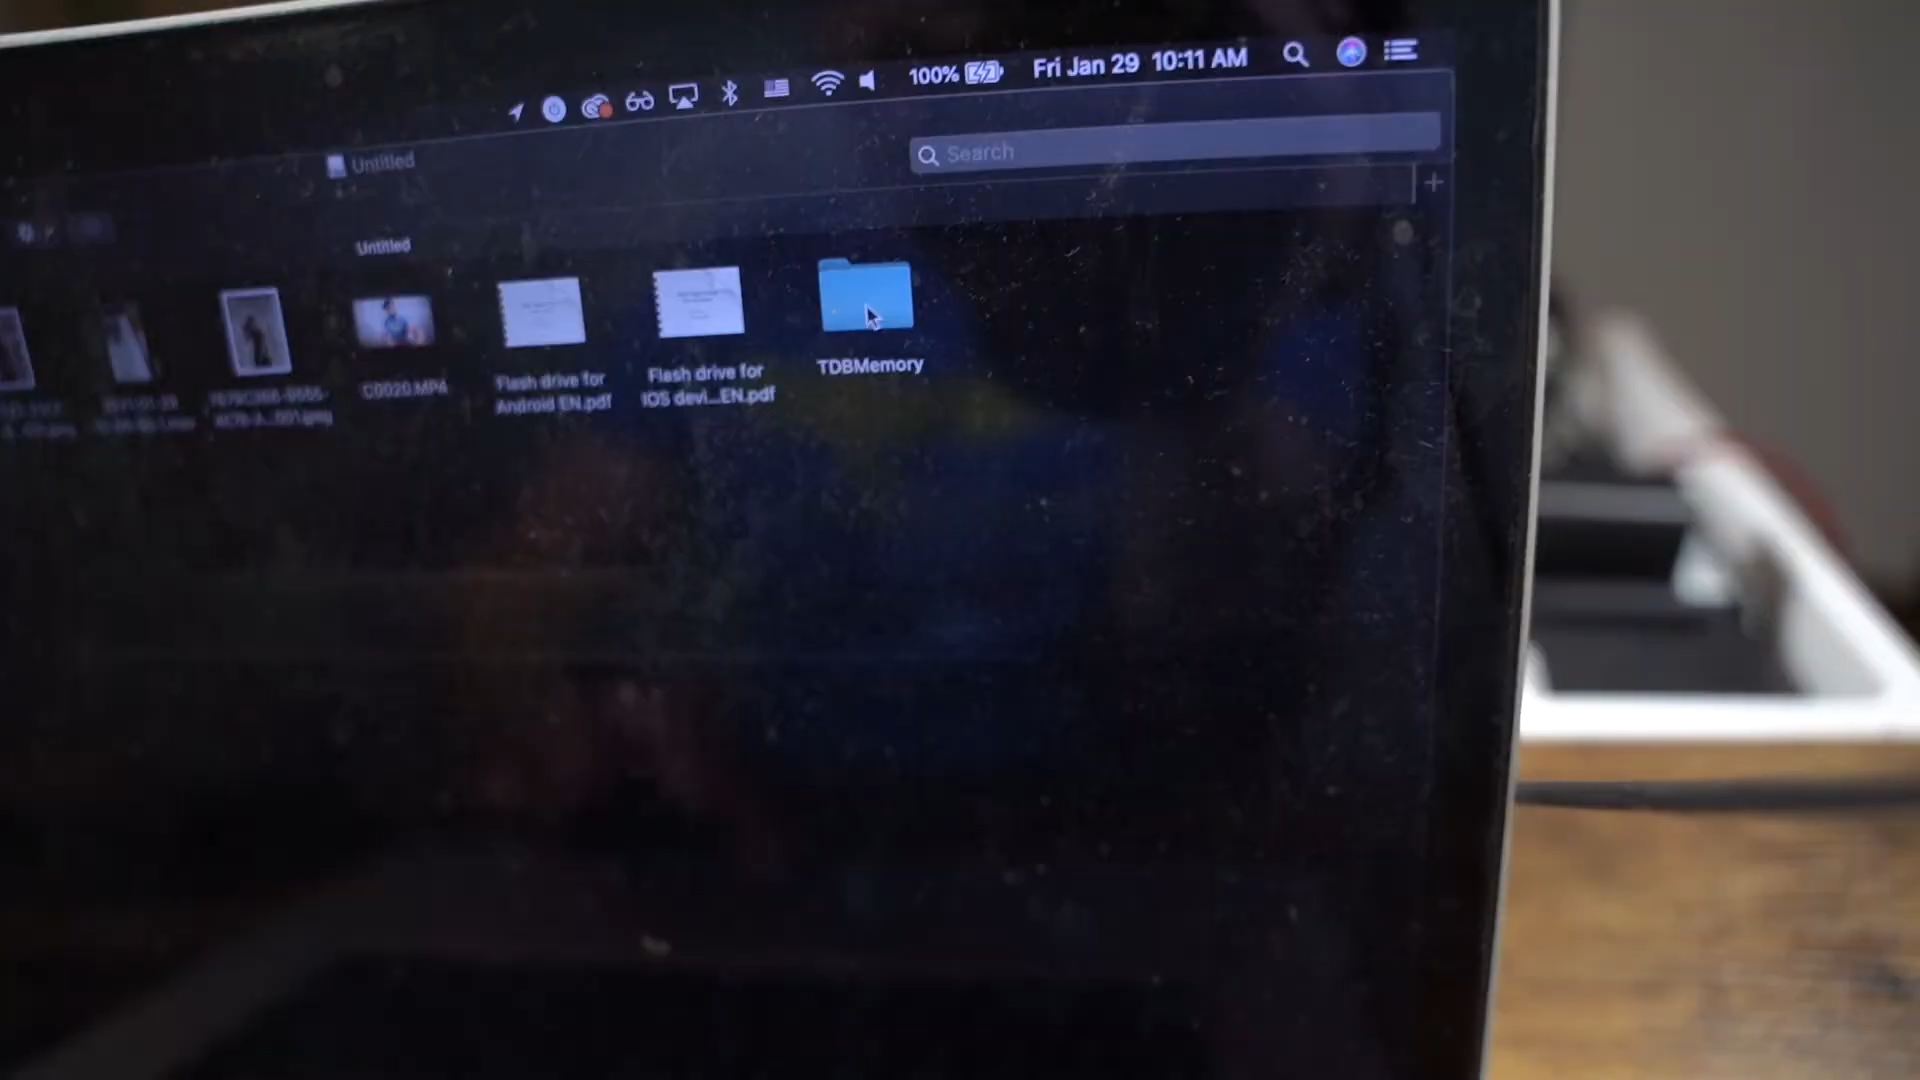 100% Fri Jan 29 10:11 AM
Untitled
Search
Untitled
C0020.MP4
Flash drive for
Android EN.pdf
Flash drive for
IOS devi...EN.pdf
TDBMemory